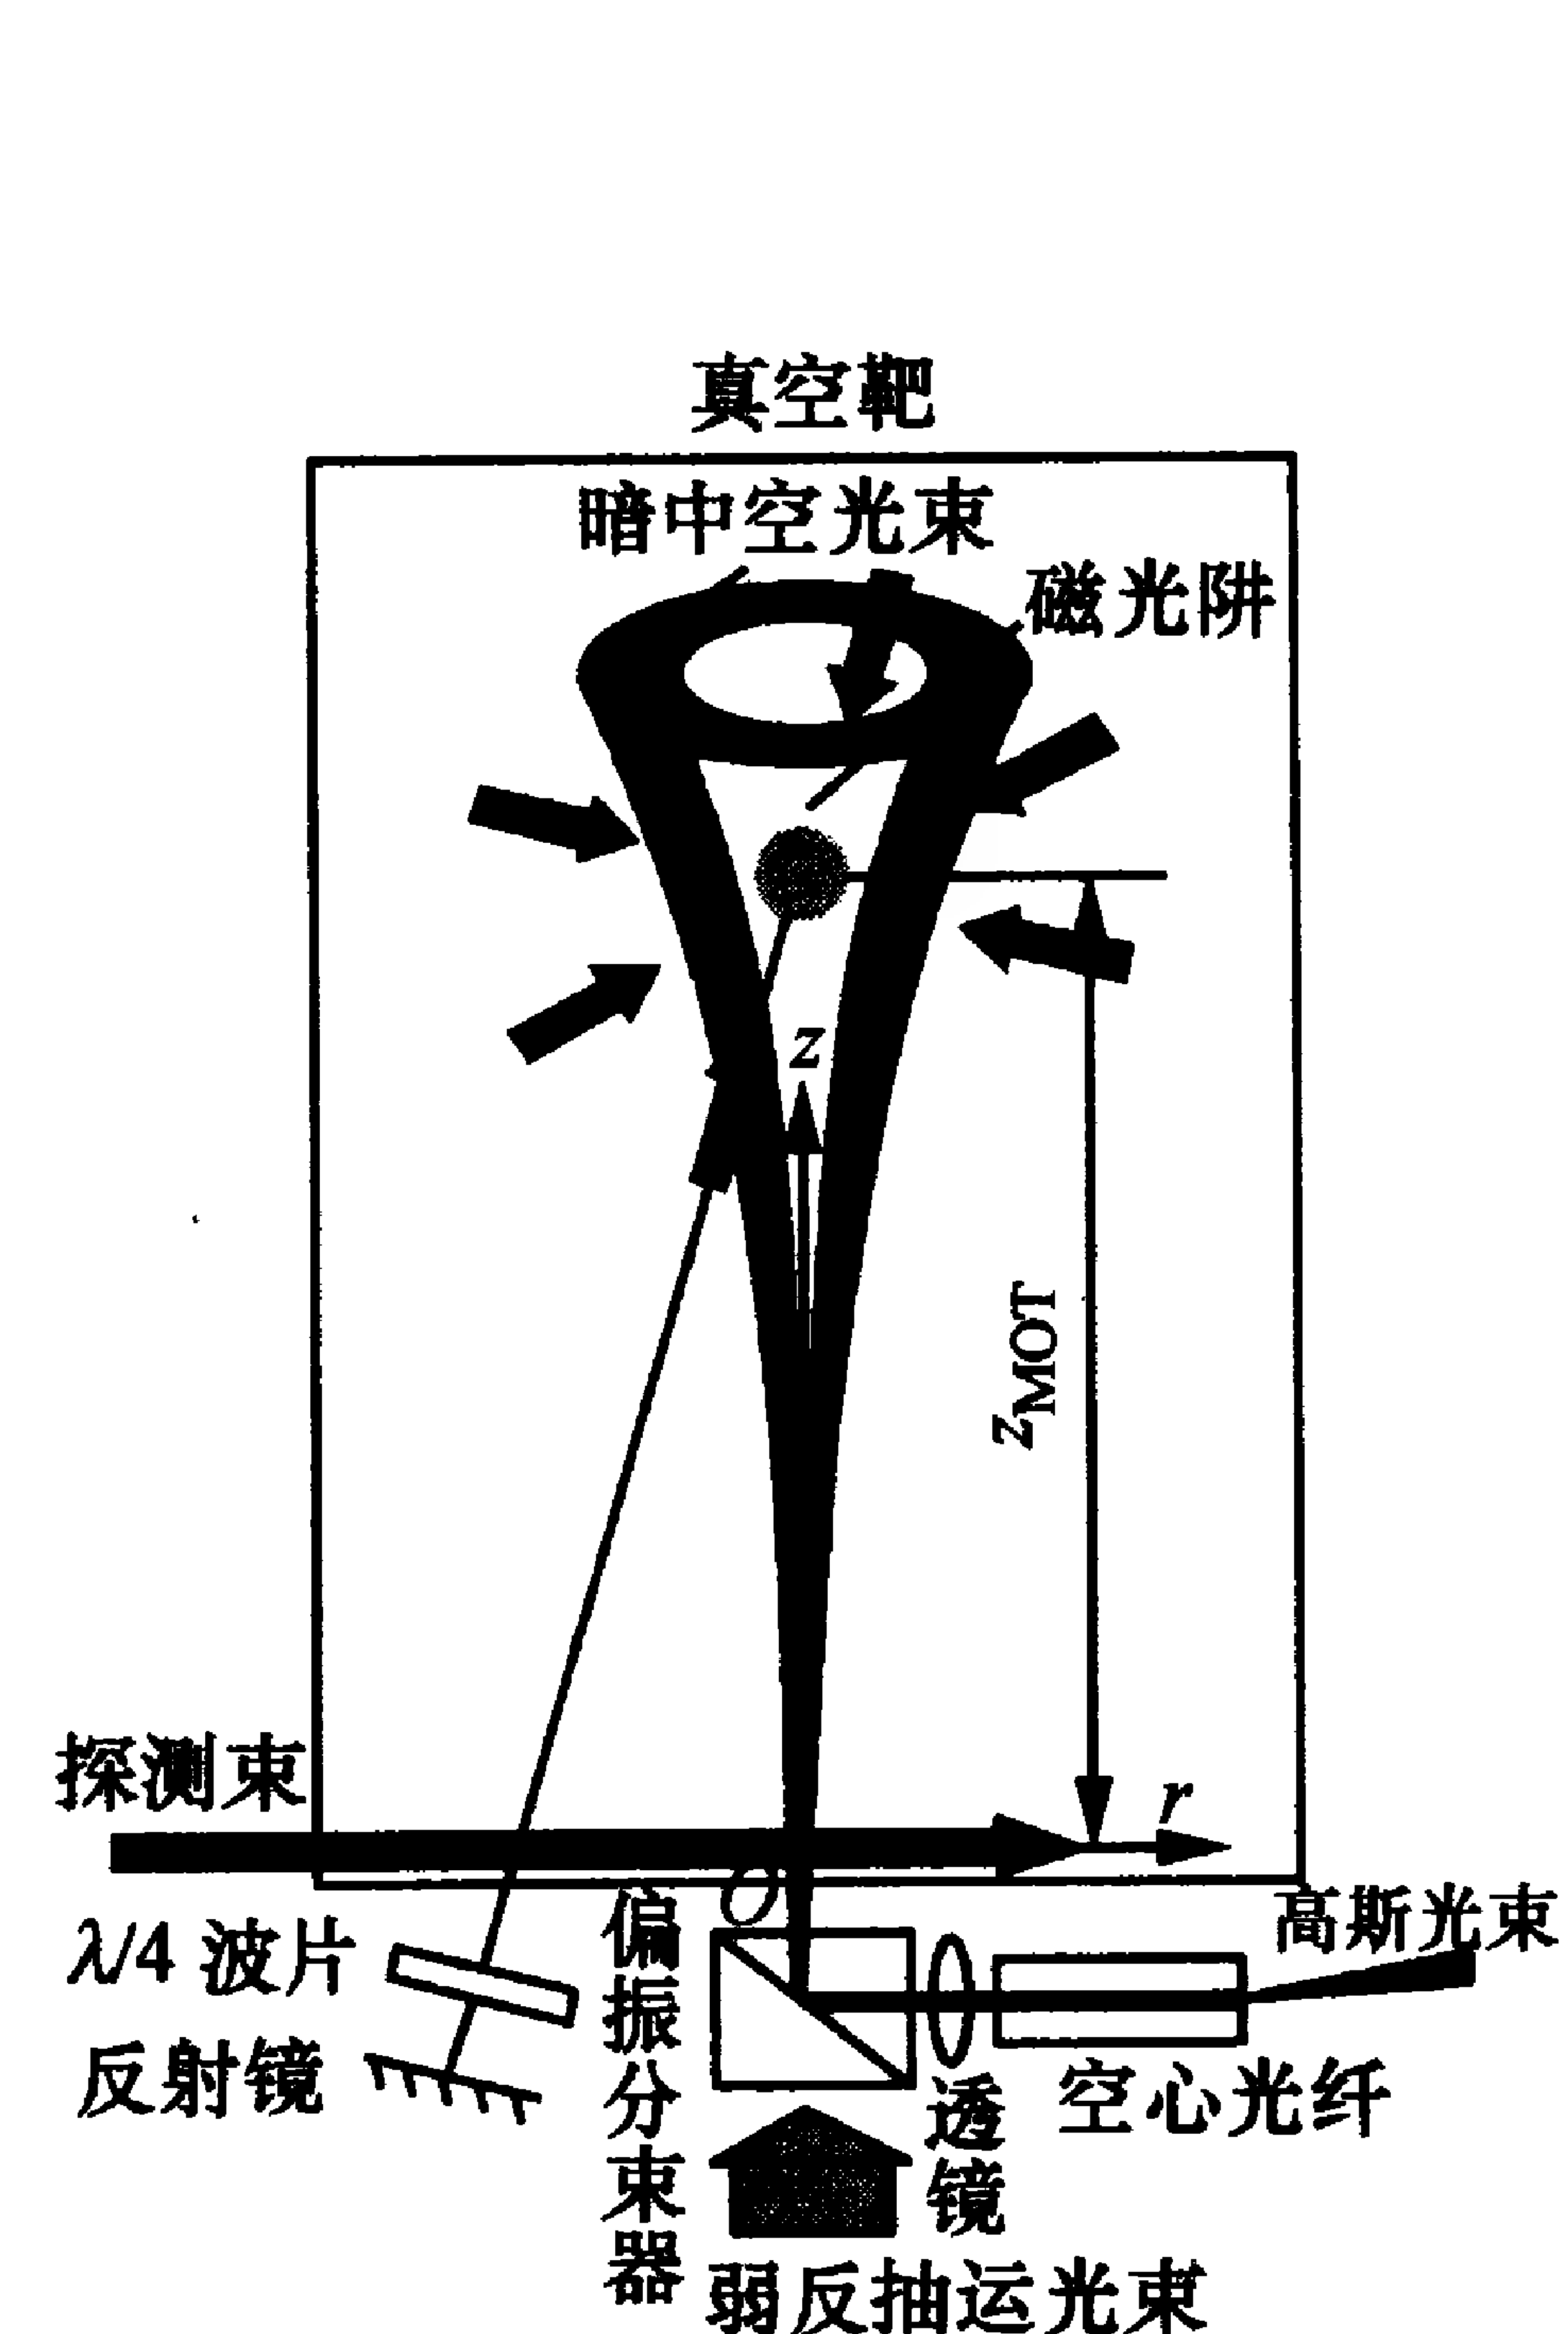 真空靶
暗中空光束
磁光阱
z
zMOT
探测束
r
O
λ/4 波片
偏振分束器
高斯光束
反射镜
透镜
空心光纤
弱反抽运光束